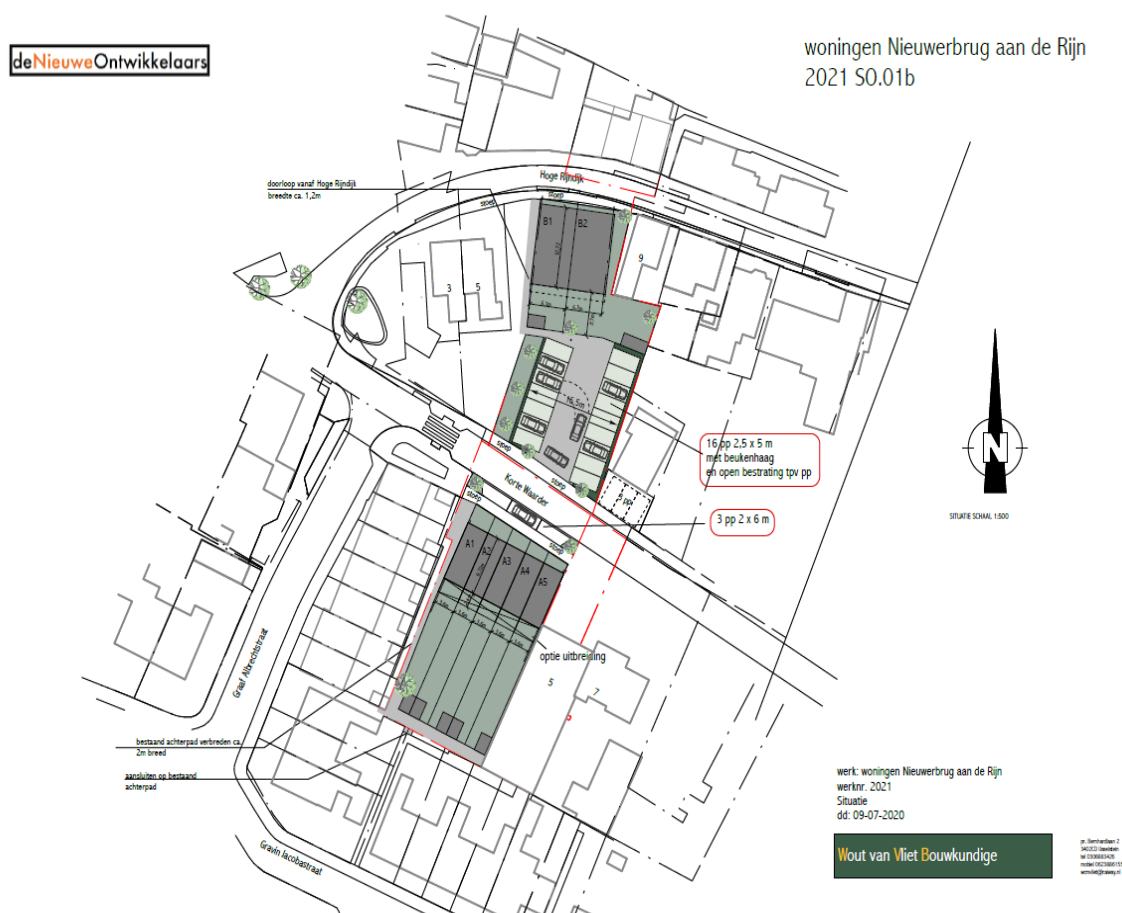 deNieuweOntwikkelaars
woningen Nieuwerbrug aan de Rijn
2021 SO.01b
doorloop vanaf Hoge Rijndijk
breedte ca. 1,2m
Hoge Rijndijk
stoep
stoep
B1
B2
9
3
5
16,5m
16 pp 2,5 x 5 m
met beukenhaag
en open bestrating tpv pp
stoep
Korte Waarder
stoep
pp
3 pp 2 x 6 m
N
SITUATIE SCHAAL 1:500
stoep
stoep
A1
A2
A3
A4
A5
optie uitbreiding
5
7
Graaf Albrechtstraat
bestaand achterpad verbreden ca.
2m breed
aansluiten op bestaand
achterpad
Gravin Jacobastraat
werk: woningen Nieuwerbrug aan de Rijn
werknr. 2021
Situatie
dd: 09-07-2020
Wout van Vliet Bouwkundige